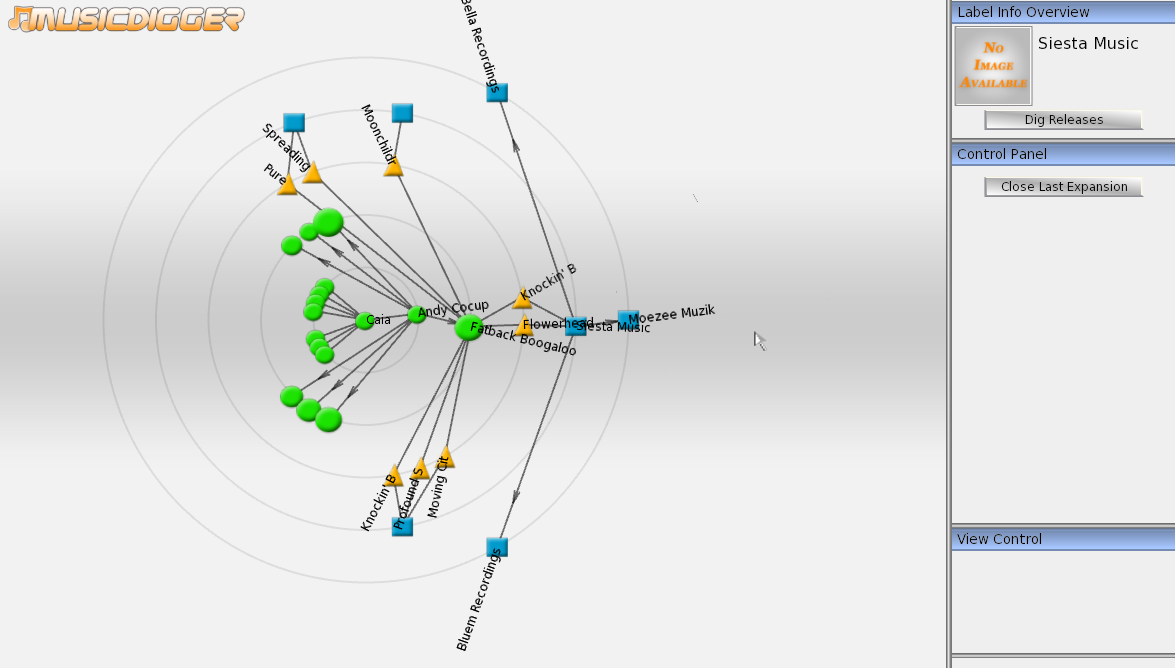 MUSICDIGGER
Bella Recordings
Moonchildr
Spreading
Pure
Knockin' B
Caia
Andy Cocup
Fatback Boogaloo
Flowerhead
Siesta Music
Moezee Muzik
Knockin' B
Profound S
Moving Cit
Bluem Recordings
Label Info Overview
No
Image
Available
Siesta Music
Dig Releases
Control Panel
Close Last Expansion
View Control